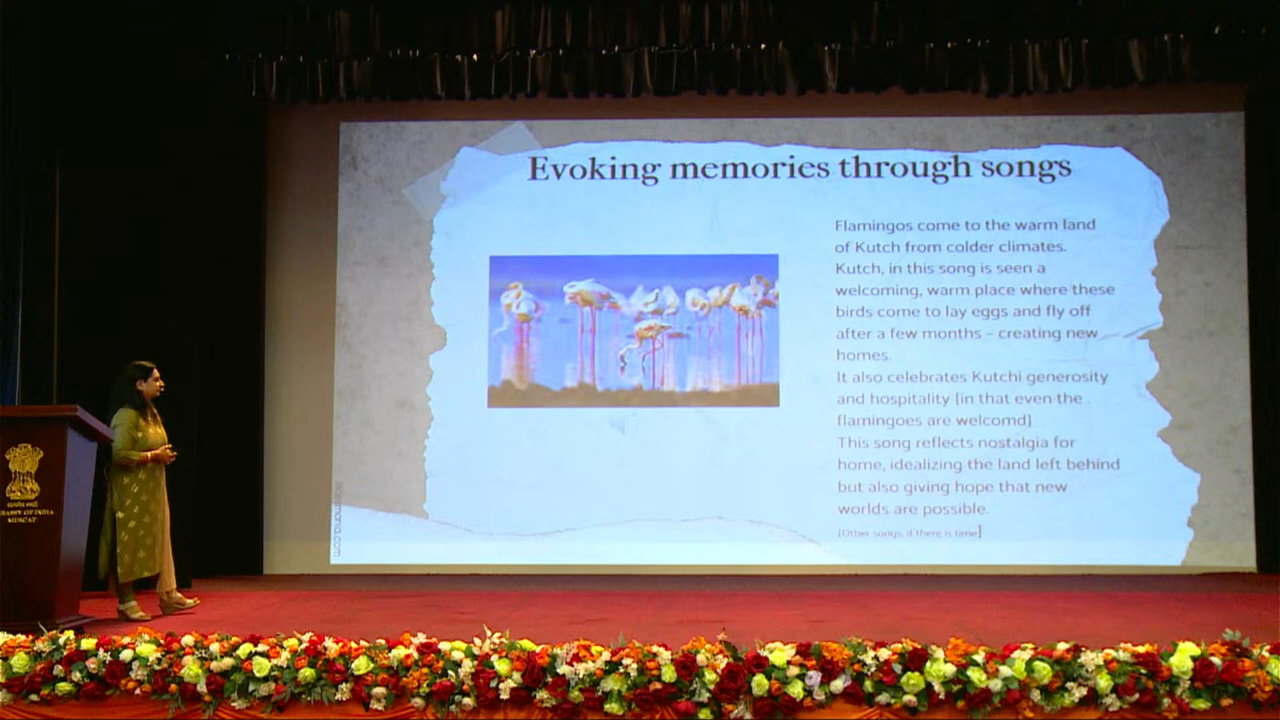 Evoking memories through songs
Flamingos come to the warm land
of Kutch from colder climates.
Kutch, in this song is seen a
welcoming, warm place where these
birds come to lay eggs and fly off
after a few months – creating new
homes.
It also celebrates Kutchi generosity
and hospitality [in that even the
flamingoes are welcomd]
This song reflects nostalgia for
home, idealizing the land left behind
but also giving hope that new
worlds are possible.
[Other songs, if there is time]
EMBASSY OF INDIA
MUSCAT